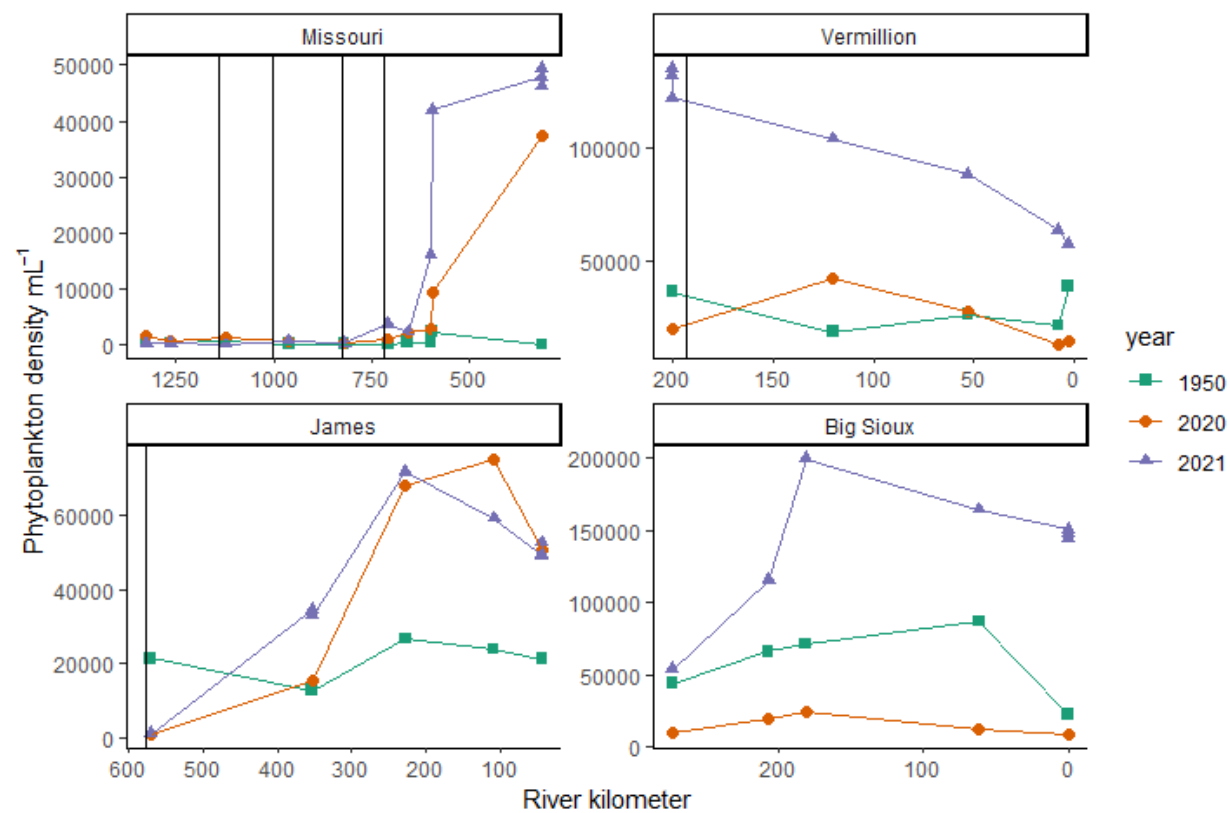 Missouri
Vermillion
50000
40000
30000
20000
10000
0
1250 1000 750 500
100000
50000
200 150 100 50 0
James
Big Sioux
60000
40000
20000
0
600 500 400 300 200 100
200000
150000
100000
50000
0
200 100 0
Phytoplankton density mL⁻¹
River kilometer
year
1950
2020
2021